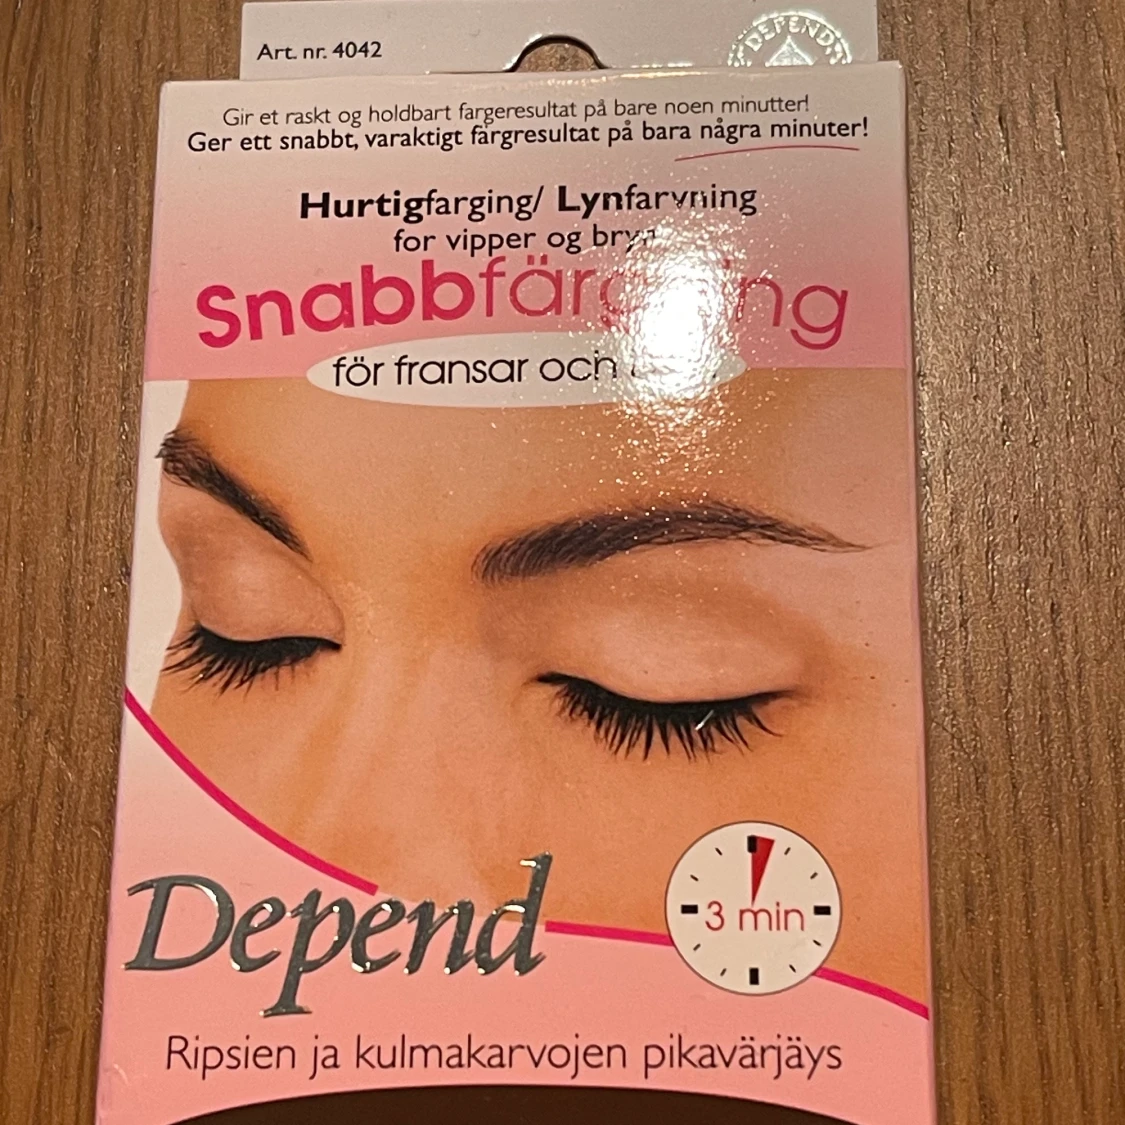 Art. nr. 4042
DEPEND
Gir et raskt og holdbart fargeresultat på bare noen minutter!
Ger ett snabbt, varaktigt färgresultat på bara några minuter!
Hurtigfarging/ Lynfarvning
for vipper og
för fransar och
Depend
3 min
Ripsien ja kulmakarvojen pikavärjäys